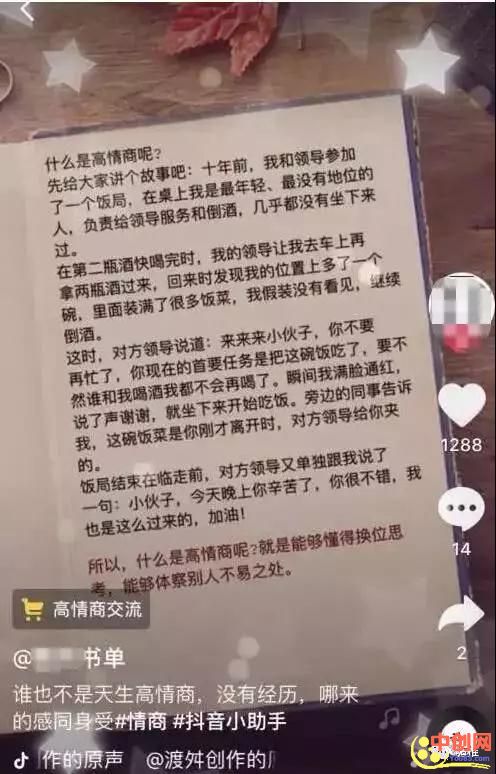 什么是高情商呢?
先给大家讲个故事吧：十年前，我和领导参加
了一个饭局，在桌上我是最年轻、最没有地位的
人，负责给领导服务和倒酒，几乎都没有坐下来
过。
在第二瓶酒快喝完时，我的领导让我去车上再
拿两瓶酒过来，回来时发现我的位置上多了一个
碗，里面装满了很多饭菜，我假装没有看见，继续
倒酒。
这时，对方领导说道：来来来小伙子，你不要
再忙了，你现在的首要任务是把这碗饭吃了，要不
然谁和我喝酒我都不会再喝了。瞬间我满脸通红，
说了声谢谢，就坐下来开始吃饭。旁边的同事告诉
我，这碗饭菜是你刚才离开时，对方领导给你夹
的。
饭局结束在临走前，对方领导又单独跟我说了
一句：小伙子，今天晚上你辛苦了，你很不错，我
也是这么过来的，加油！
所以，什么是高情商呢?就是能够懂得换位思
考，能够体察别人不易之处。
1288
14
2
高情商交流
@书单
谁也不是天生高情商，没有经历，哪来
的感同身受#情商 #抖音小助手
作的原声 @渡舛创作的
中创网